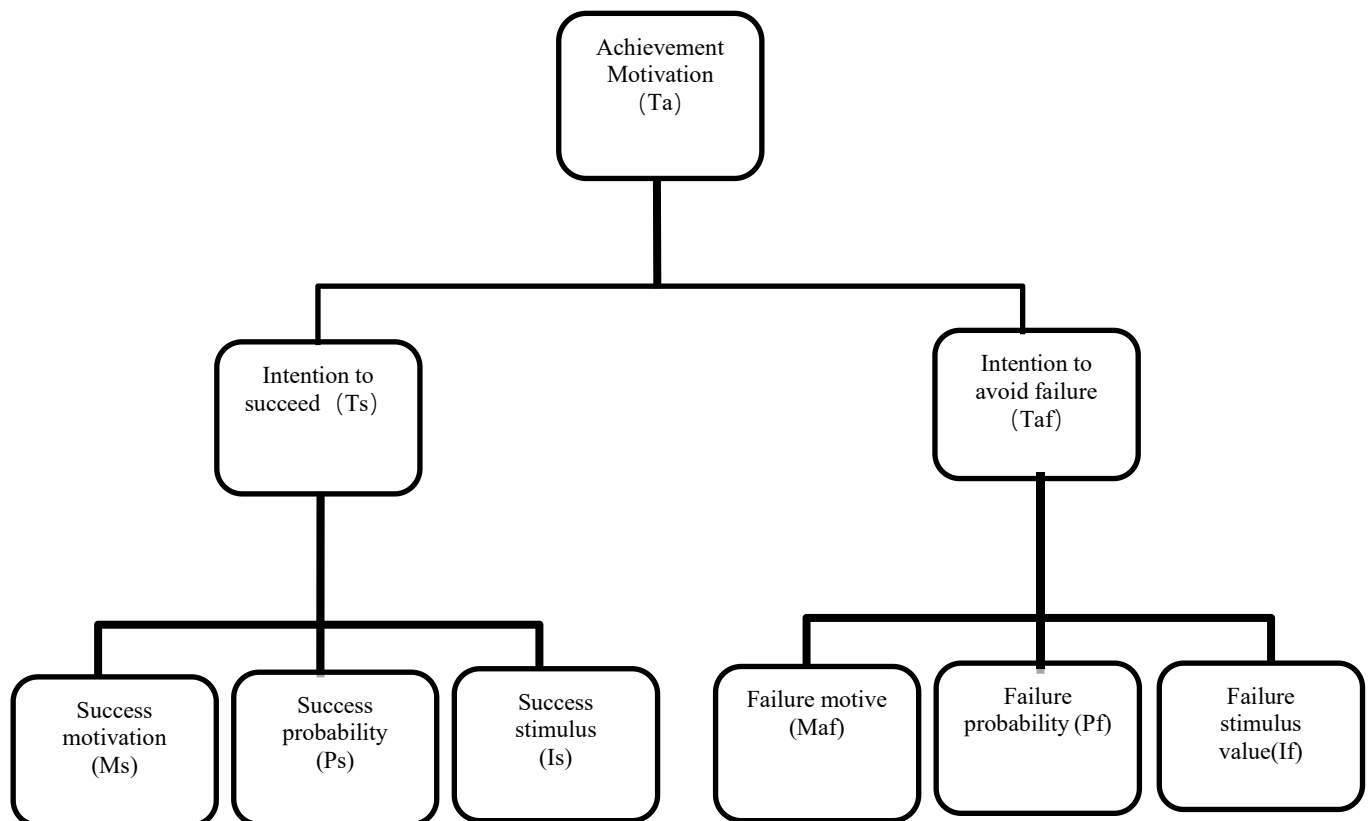 Achievement
Motivation
（Ta）
Intention to
succeed（Ts）
Intention to
avoid failure
（Taf）
Success
motivation
(Ms)
Success
probability
(Ps)
Success
stimulus
(Is)
Failure motive
(Maf)
Failure
probability (Pf)
Failure
stimulus
value(If)